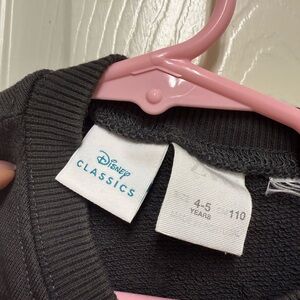 Disney
CLASSICS
4-5 110
YEARS